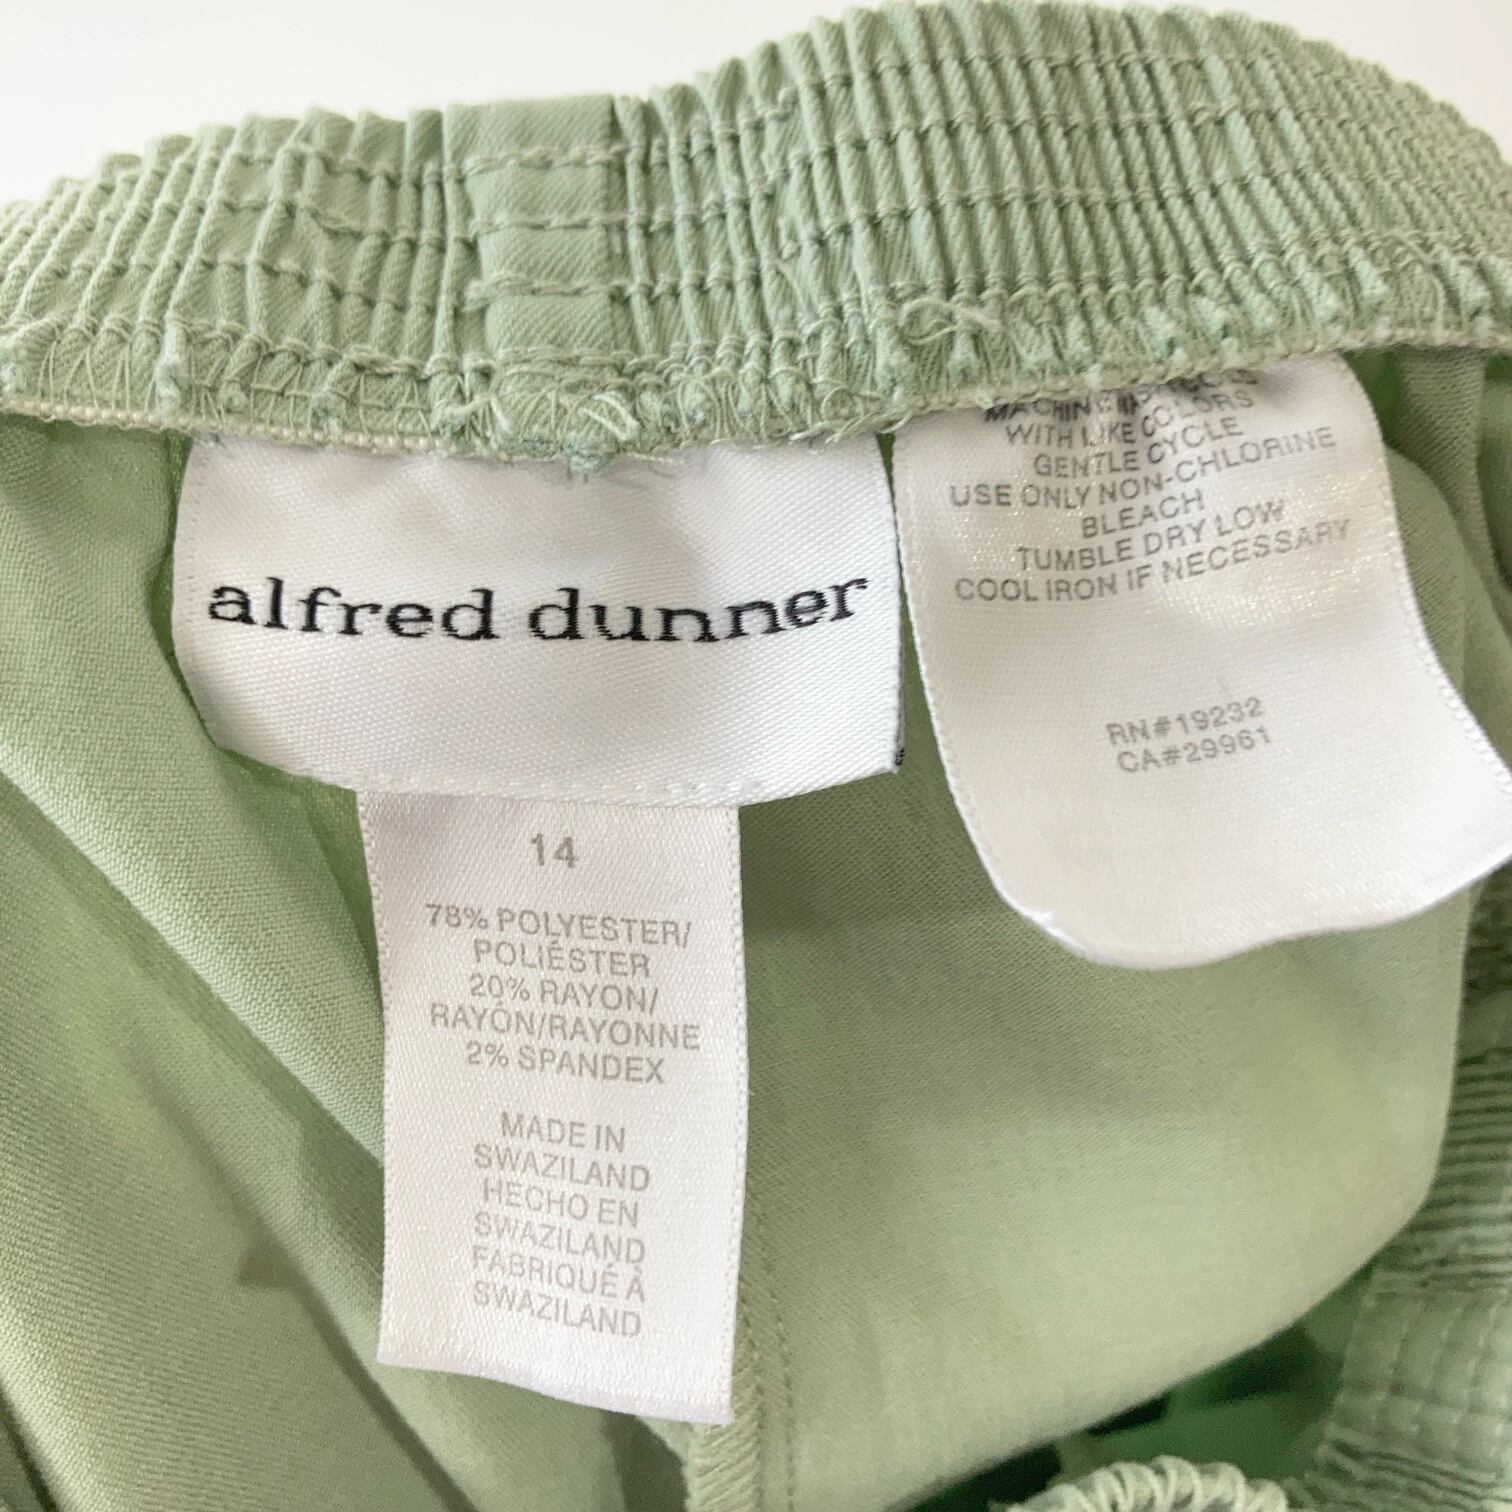 alfred dunner
14
78% POLYESTER/
POLIÉSTER
20% RAYON/
RAYÓN/RAYONNE
2% SPANDEX
MADE IN
SWAZILAND
HECHO EN
SWAZILAND
FABRIQUÉ À
SWAZILAND
MACHINE
WITH LIKE COLORS
GENTLE CYCLE
USE ONLY NON-CHLORINE
BLEACH
TUMBLE DRY LOW
COOL IRON IF NECESSARY
RN#19232
CA#29961